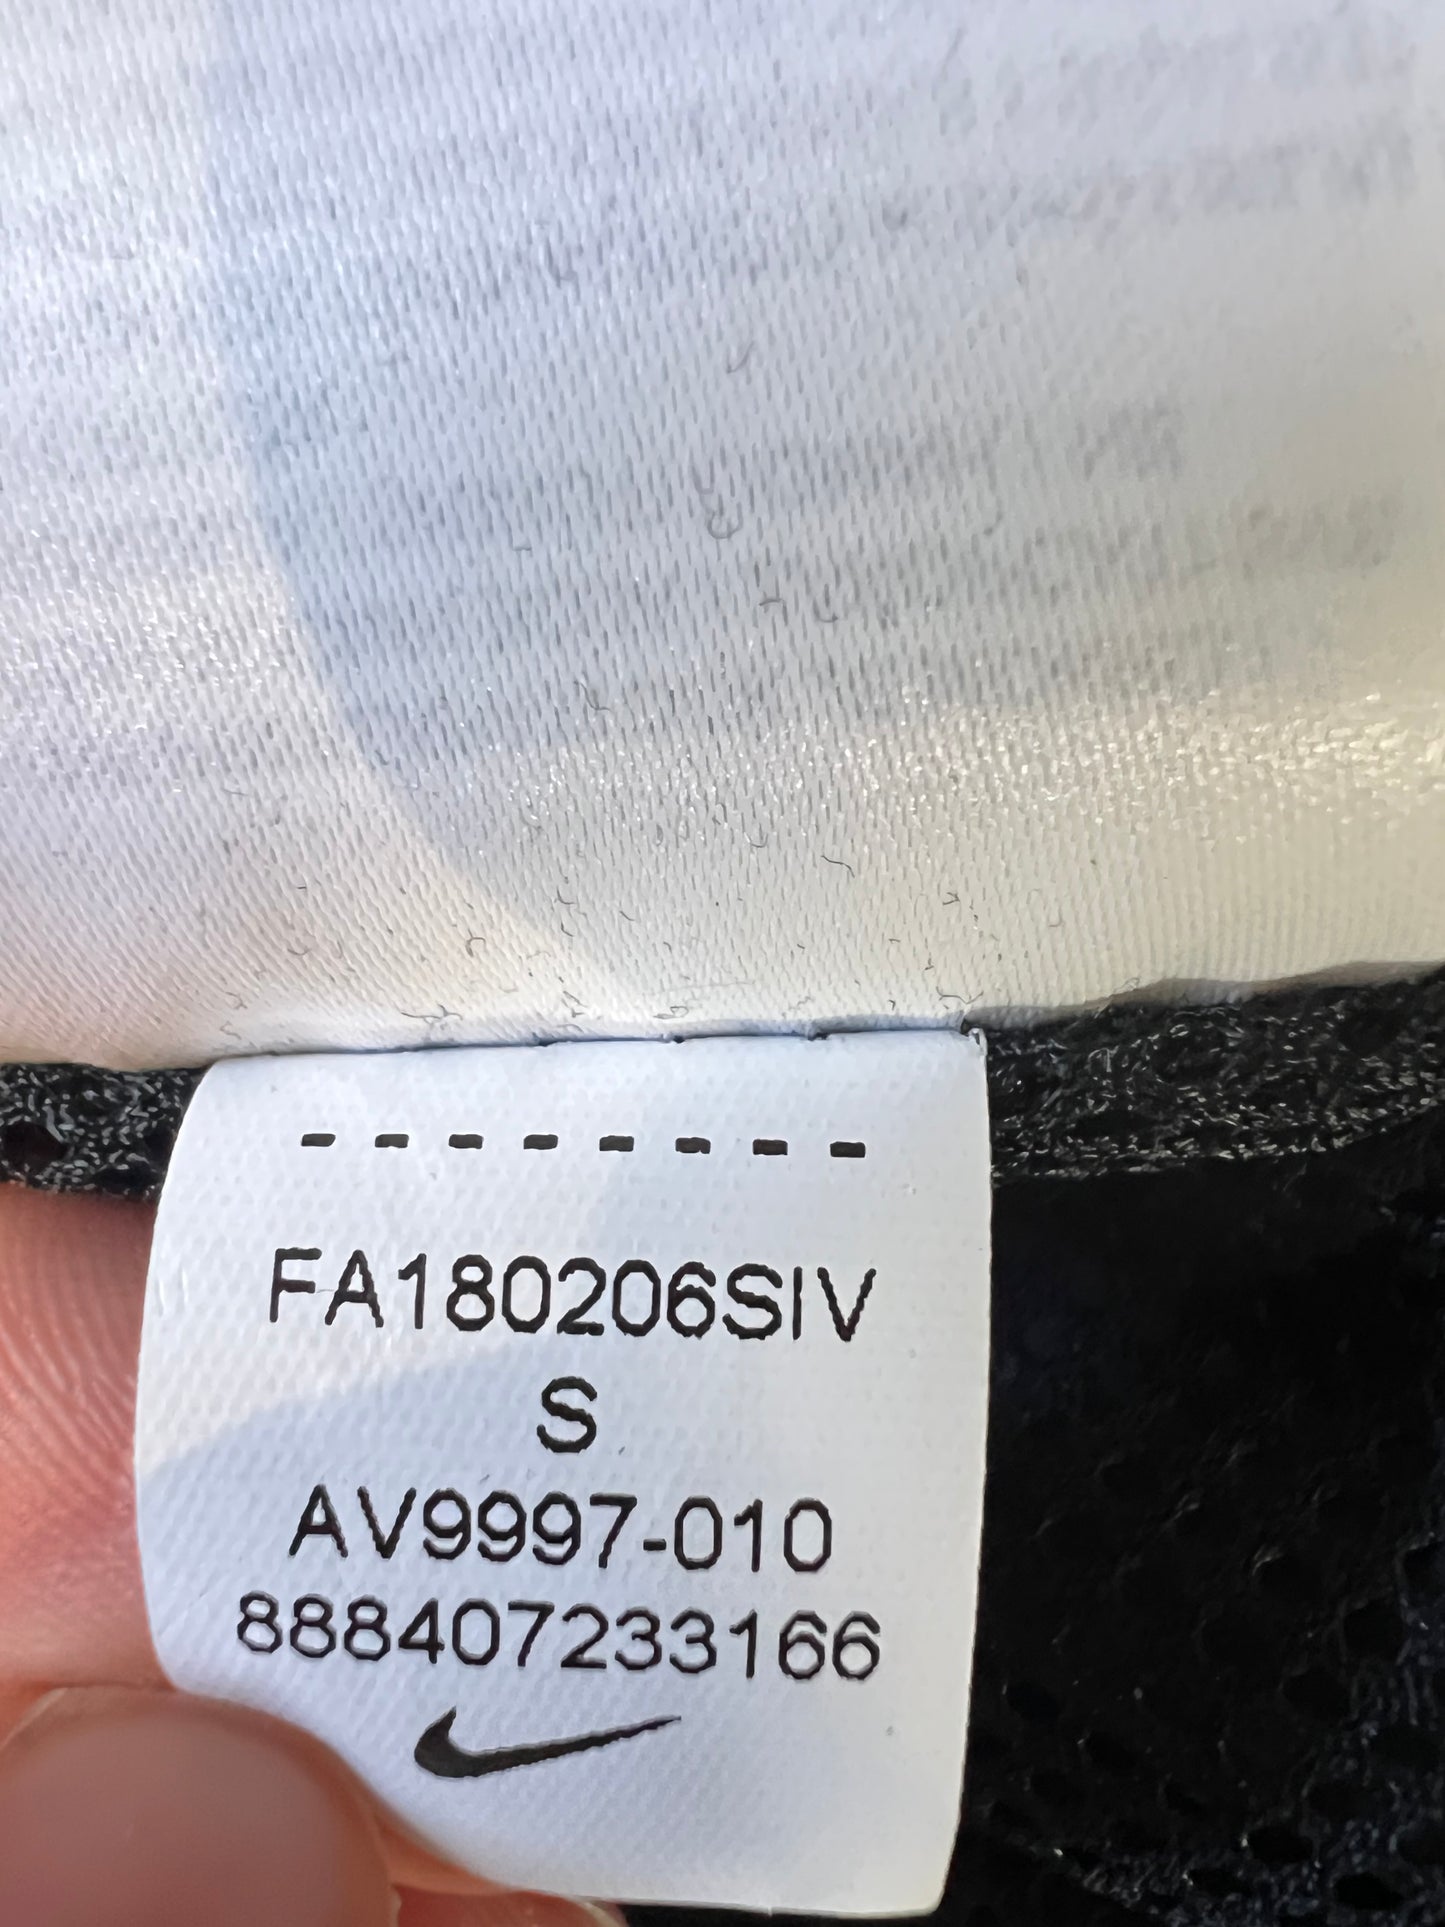 --------
FA180206SIV
S
AV9997-010
888407233166